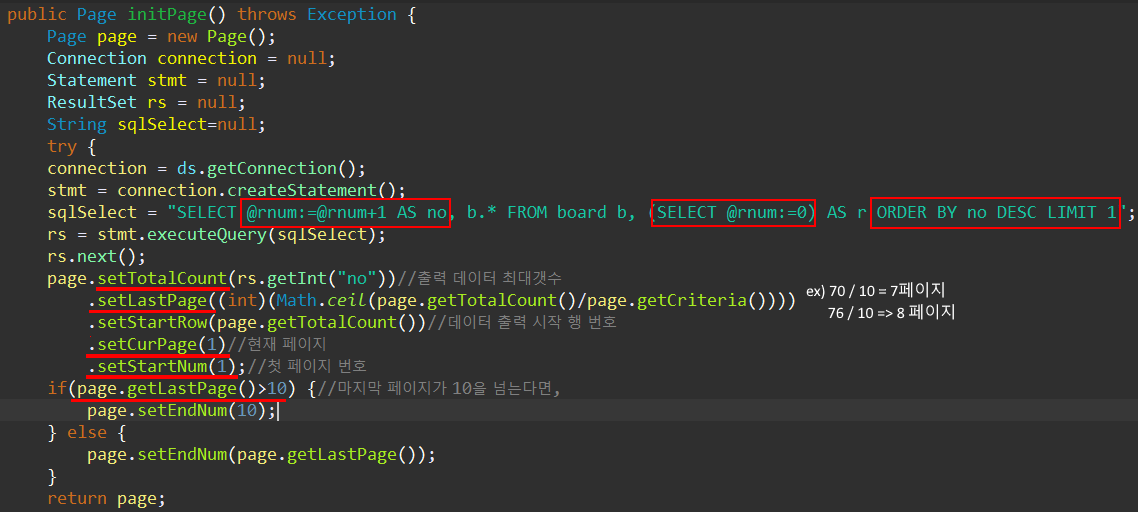 public Page initPage() throws Exception {
Page page = new Page();
Connection connection = null;
Statement stmt = null;
ResultSet rs = null;
String sqlSelect=null;
try {
connection = ds.getConnection();
stmt = connection.createStatement();
sqlSelect = "SELECT @rnum:=@rnum+1 AS no, b.* FROM board b, (SELECT @rnum:=0) AS r ORDER BY no DESC LIMIT 1";
rs = stmt.executeQuery(sqlSelect);
rs.next();
page.setTotalCount(rs.getInt("no"))//출력 데이터 최대갯수
.setLastPage((int)(Math.ceil(page.getTotalCount()/page.getCriteria()))) ex) 70 / 10 = 7페이지
76 / 10 => 8 페이지
.setStartRow(page.getTotalCount())//데이터 출력 시작 행 번호
.setCurPage(1)//현재 페이지
.setStartNum(1);//첫 페이지 번호
if(page.getLastPage()>10) {//마지막 페이지가 10을 넘는다면,
page.setEndNum(10);
} else {
page.setEndNum(page.getLastPage());
}
return page;